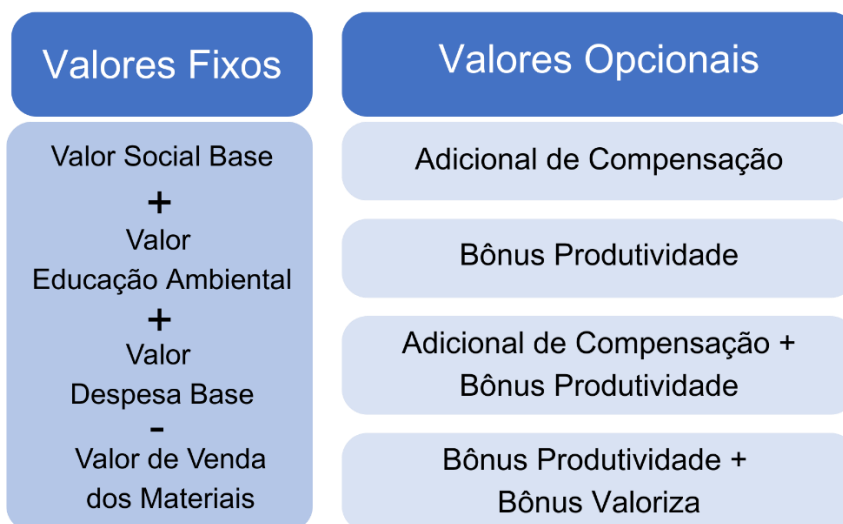 Valores Fixos
Valor Social Base
+
Valor
Educação Ambiental
+
Valor
Despesa Base
-
Valor de Venda
dos Materiais
Valores Opcionais
Adicional de Compensação
Bônus Produtividade
Adicional de Compensação +
Bônus Produtividade
Bônus Produtividade +
Bônus Valoriza